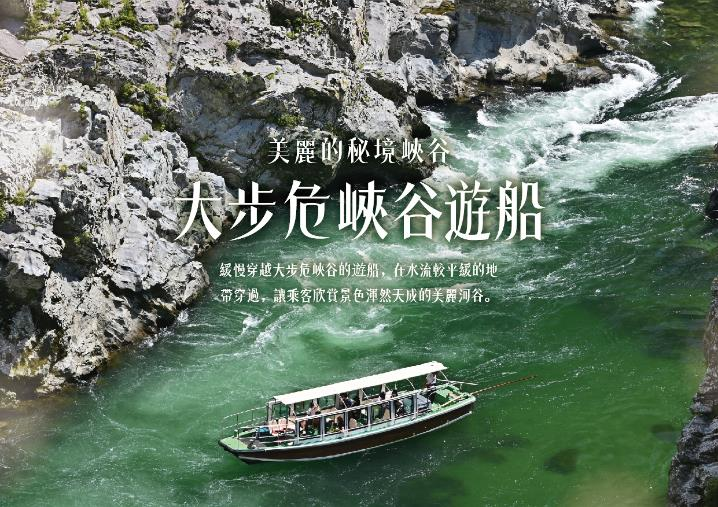 美麗的秘境峽谷
大步危峽谷遊船
緩慢穿越大步危峽谷的遊船，在水流較平緩的地
帶穿過，讓乘客欣賞景色渾然天成的美麗河谷。